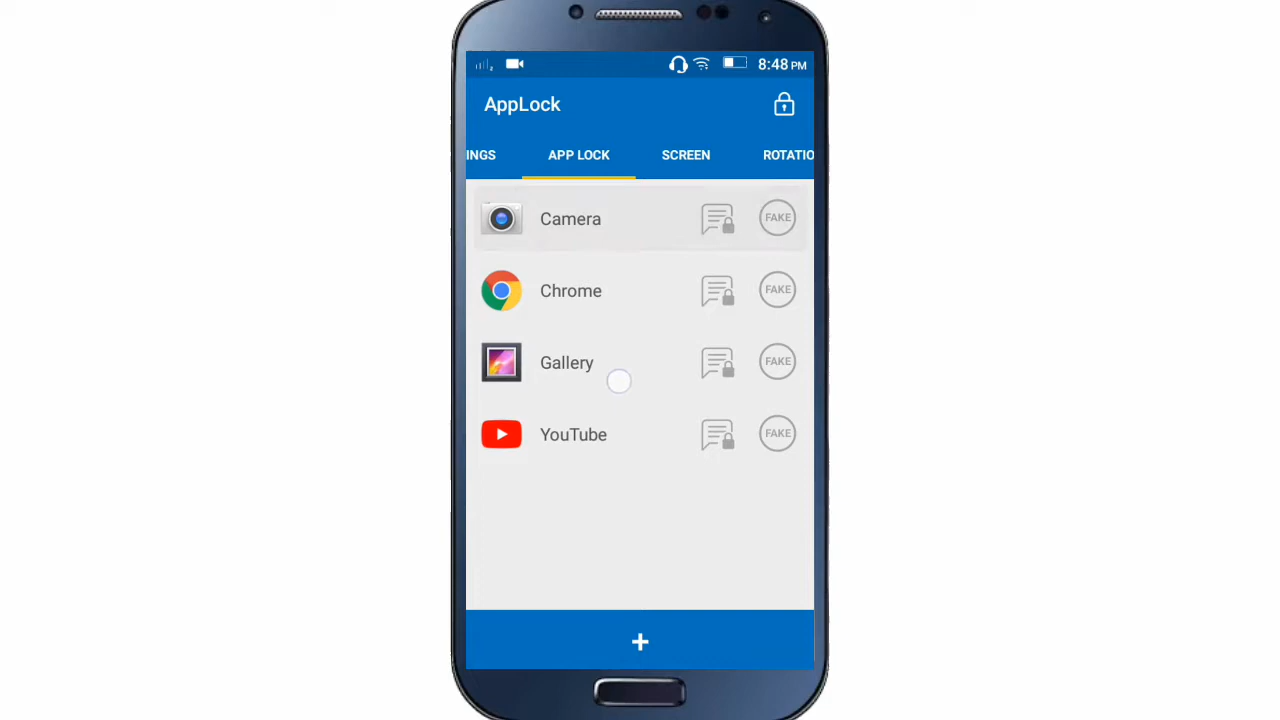 8:48 PM
AppLock
INGS APP LOCK SCREEN ROTATIO
Camera FAKE
Chrome FAKE
Gallery FAKE
YouTube FAKE
+